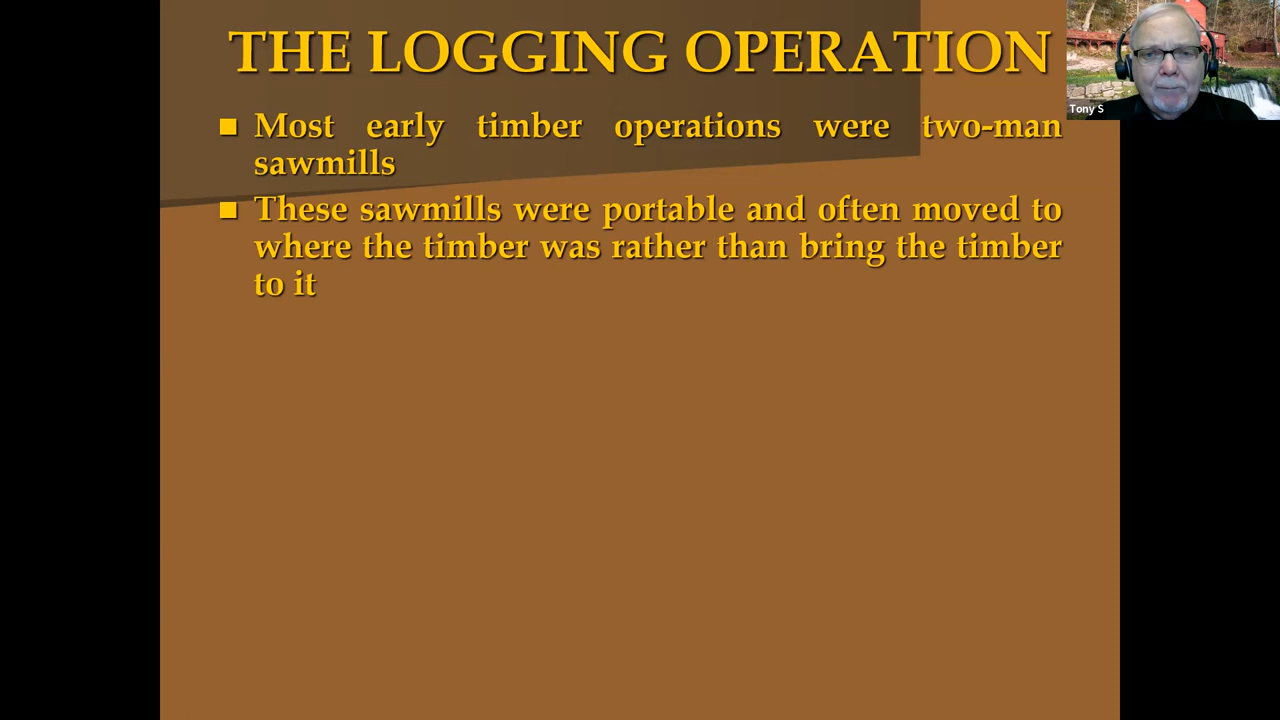 THE LOGGING OPERATION
Tony S
■ Most early timber operations were two-man
sawmills
■ These sawmills were portable and often moved to
where the timber was rather than bring the timber
to it